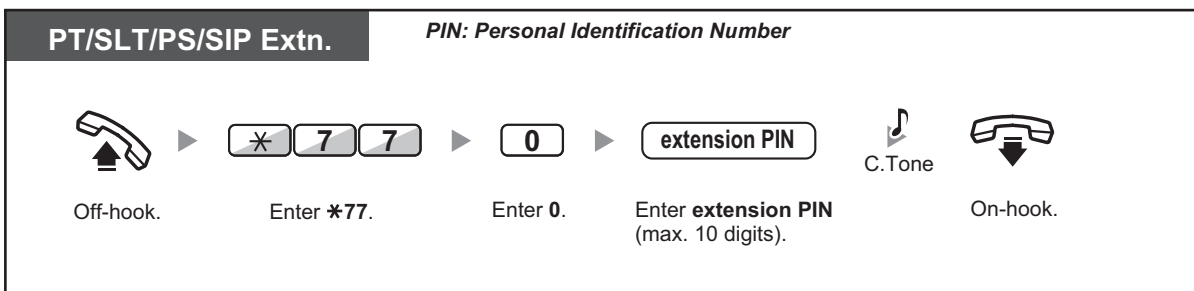 PT/SLT/PS/SIP Extn.
PIN: Personal Identification Number
* 7 7
0
extension PIN
C.Tone
Off-hook.
Enter *77.
Enter 0.
Enter extension PIN
(max. 10 digits).
On-hook.